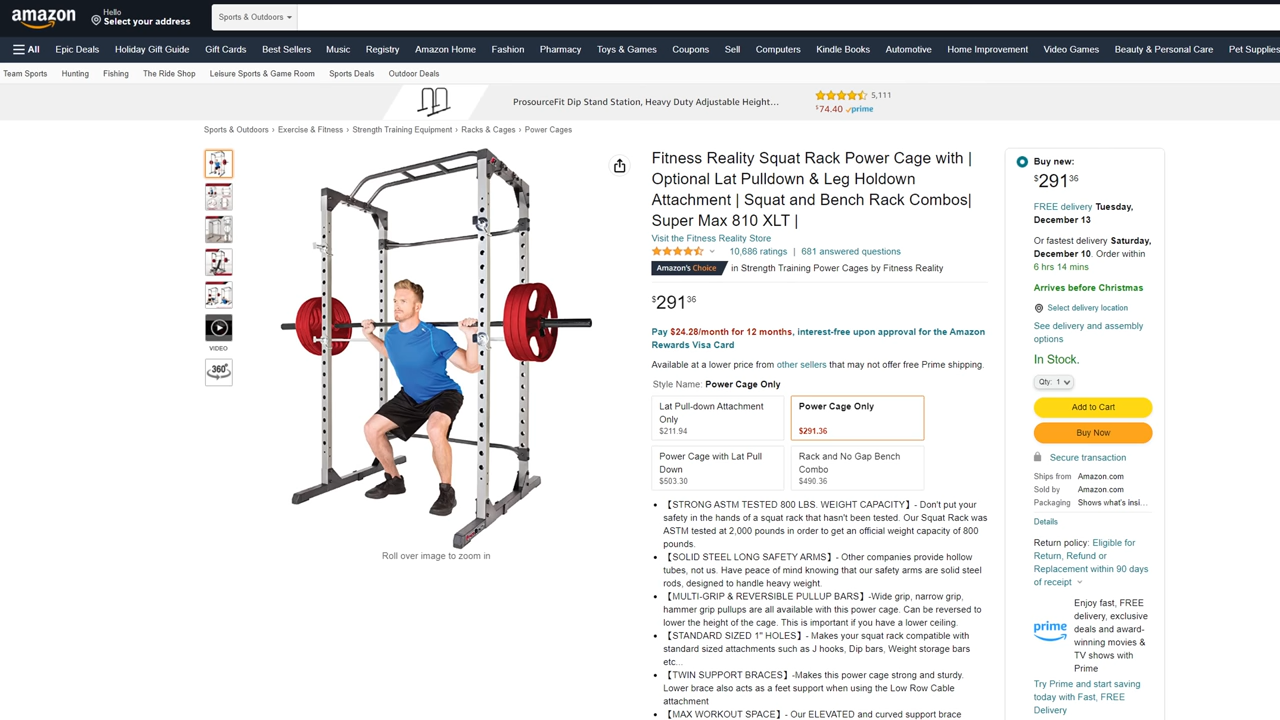 amazon
Hello
Select your address
Sports & Outdoors
All Epic Deals Holiday Gift Guide Gift Cards Best Sellers Music Registry Amazon Home Fashion Pharmacy Toys & Games Coupons Sell Computers Kindle Books Automotive Home Improvement Video Games Beauty & Personal Care Pet Supplies
Team Sports Hunting Fishing The Ride Shop Leisure Sports & Game Room Sports Deals Outdoor Deals
ProsourceFit Dip Stand Station, Heavy Duty Adjustable Height…
5,111
$74.40 prime
Sports & Outdoors › Exercise & Fitness › Strength Training Equipment › Racks & Cages › Power Cages
VIDEO
360°
Roll over image to zoom in
Fitness Reality Squat Rack Power Cage with |
Optional Lat Pulldown & Leg Holdown
Attachment | Squat and Bench Rack Combos|
Super Max 810 XLT |
Visit the Fitness Reality Store
10,686 ratings | 681 answered questions
Amazon's Choice in Strength Training Power Cages by Fitness Reality
$291 36
Pay $24.28/month for 12 months, interest-free upon approval for the Amazon
Rewards Visa Card
Available at a lower price from other sellers that may not offer free Prime shipping.
Style Name: Power Cage Only
Lat Pull-down Attachment
Only
$211.94
Power Cage Only
$291.36
Power Cage with Lat Pull
Down
$503.30
Rack and No Gap Bench
Combo
$490.36
• 【STRONG ASTM TESTED 800 LBS. WEIGHT CAPACITY】- Don't put your
safety in the hands of a squat rack that hasn't been tested. Our Squat Rack was
ASTM tested at 2,000 pounds in order to get an official weight capacity of 800
pounds.
• 【SOLID STEEL LONG SAFETY ARMS】- Other companies provide hollow
tubes, not us. Have peace of mind knowing that our safety arms are solid steel
rods, designed to handle heavy weight.
• 【MULTI-GRIP & REVERSIBLE PULLUP BARS】-Wide grip, narrow grip,
hammer grip pullups are all available with this power cage. Can be reversed to
lower the height of the cage. This is important if you have a lower ceiling.
• 【STANDARD SIZED 1" HOLES】- Makes your squat rack compatible with
standard sized attachments such as J hooks, Dip bars, Weight storage bars
etc...
• 【TWIN SUPPORT BRACES】-Makes this power cage strong and sturdy.
Lower brace also acts as a feet support when using the Low Row Cable
attachment
• 【MAX WORKOUT SPACE】- Our ELEVATED and curved support brace
Buy new:
$291 36
FREE delivery Tuesday,
December 13
Or fastest delivery Saturday,
December 10. Order within
6 hrs 14 mins
Arrives before Christmas
Select delivery location
See delivery and assembly
options
In Stock.
Qty: 1
Add to Cart
Buy Now
Secure transaction
Ships from Amazon.com
Sold by Amazon.com
Packaging Shows what's insi…
Details
Return policy: Eligible for
Return, Refund or
Replacement within 90 days
of receipt
prime
Enjoy fast, FREE
delivery, exclusive
deals and award-
winning movies &
TV shows with
Prime
Try Prime and start saving
today with Fast, FREE
Delivery